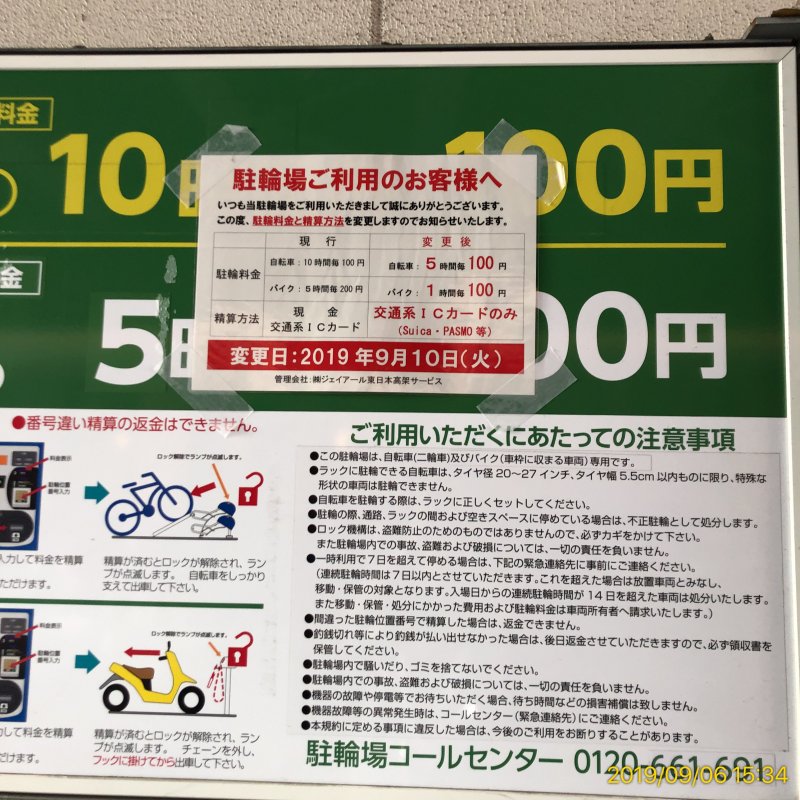 料金
10円
100円
金
5
00円
駐輪場ご利用のお客様へ
いつも当駐輪場をご利用いただきまして誠にありがとうございます。
この度、駐輪料金と精算方法を変更しますのでお知らせいたします。
現行 変更後
駐輪料金
自転車：10時間毎100円 自転車：5時間毎100円
バイク：5時間毎200円 バイク：1時間毎100円
精算方法
現金 交通系ICカードのみ
交通系ICカード (Suica・PASMO等)
変更日：2019年9月10日(火)
管理会社：㈱ジェイアール東日本高架サービス
●番号違い精算の返金はできません。
料金表示
駐輪位置
番号入力
ロック解除でランプが点滅します。
入力して料金を精算
ただけます。
精算が済むとロックが解除され、ラン
プが点滅します。 自転車をしっかり
支えて出庫して下さい。
料金表示
駐輪位置
番号入力
ロック解除でランプが点滅します。
して料金を精算
だけます。
精算が済むとロックが解除され、ラン
プが点滅します。 チェーンを外し、
フックに掛けてから出庫して下さい。
ご利用いただくにあたっての注意事項
●この駐輪場は、自転車(二輪車)及びバイク(車枠に収まる車両)専用です。
●ラックに駐輪できる自転車は、タイヤ径20〜27インチ、タイヤ幅5.5cm以内ものに限り、特殊な
形状の車両は駐輪できません。
●自転車を駐輪する際は、ラックに正しくセットしてください。
●駐輪の際、通路、ラックの間および空きスペースに停めている場合は、不正駐輪として処分します。
●ロック機構は、盗難防止のためのものではありませんので、必ずカギをかけて下さい。
また駐輪場内での事故、盗難および破損については、一切の責任を負いません。
●一時利用で7日を超えて停める場合は、下記の緊急連絡先に事前にご連絡ください。
(連続駐輪時間は7日以内とさせていただきます。これを超えた場合は放置車両とみなし、
移動・保管の対象となります。入場日からの連続駐輪時間が14日を超えた車両は処分いたします。
また移動・保管・処分にかかった費用および駐輪料金は車両所有者へ請求いたします。)
●間違った駐輪位置番号で精算した場合は、返金できません。
●釣銭切れ等により釣銭が払い出せなかった場合は、後日返金させていただきますので、必ず領収書を
保管してください。
●駐輪場内で騒いだり、ゴミを捨てないでください。
●駐輪場内での事故、盗難および破損については、一切の責任を負いません。
●機器の故障や停電等でお待ちいただく場合、待ち時間などの損害補償は致しません。
●機器故障等の異常発生時は、コールセンター(緊急連絡先)にご連絡ください。
●本規約に定める事項に違反した場合は、今後のご利用をお断りすることがあります。
駐輪場コールセンター 0120-661-691
2019/09/06 15:34